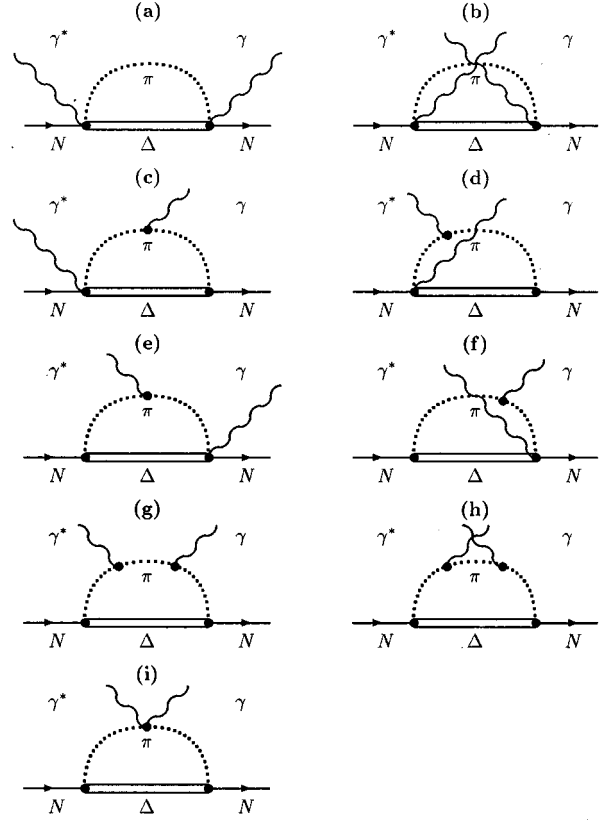 (a) (b)
γ* γ γ* γ
π π
N Δ N N Δ N
(c) (d)
γ* γ γ* γ
π π
N Δ N N Δ N
(e) (f)
γ* γ γ* γ
π π
N Δ N N Δ N
(g) (h)
γ* γ γ* γ
π π
N Δ N N Δ N
(i)
γ* γ
π
N Δ N